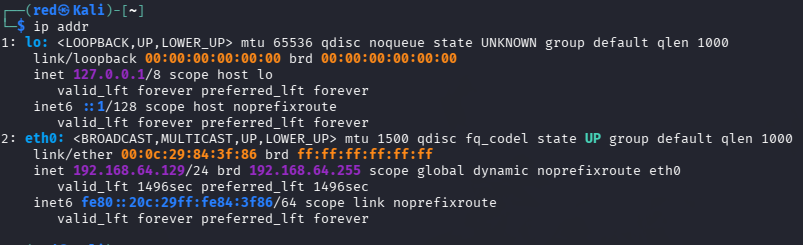 ┌──(red㉿Kali)-[~]
└─$ ip addr
1: lo: <LOOPBACK,UP,LOWER_UP> mtu 65536 qdisc noqueue state UNKNOWN group default qlen 1000
    link/loopback 00:00:00:00:00:00 brd 00:00:00:00:00:00
    inet 127.0.0.1/8 scope host lo
       valid_lft forever preferred_lft forever
    inet6 ::1/128 scope host noprefixroute
       valid_lft forever preferred_lft forever
2: eth0: <BROADCAST,MULTICAST,UP,LOWER_UP> mtu 1500 qdisc fq_codel state UP group default qlen 1000
    link/ether 00:0c:29:84:3f:86 brd ff:ff:ff:ff:ff:ff
    inet 192.168.64.129/24 brd 192.168.64.255 scope global dynamic noprefixroute eth0
       valid_lft 1496sec preferred_lft 1496sec
    inet6 fe80::20c:29ff:fe84:3f86/64 scope link noprefixroute
       valid_lft forever preferred_lft forever